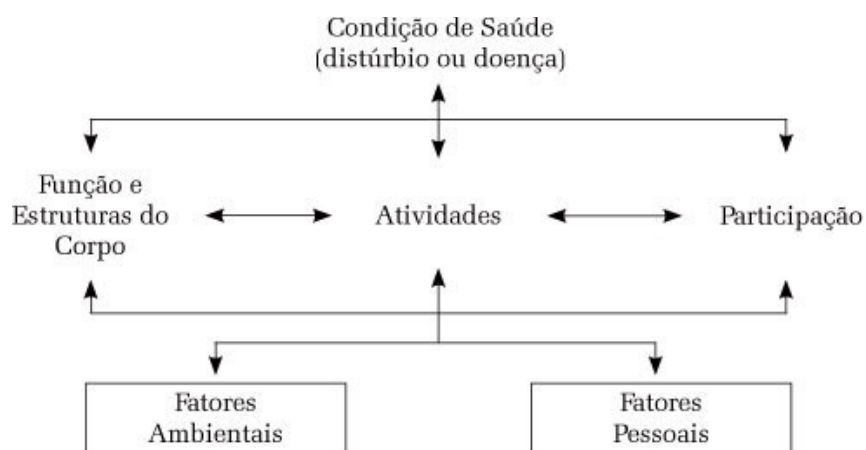 Condição de Saúde
(distúrbio ou doença)
Função e
Estruturas do
Corpo
Atividades
Participação
Fatores
Ambientais
Fatores
Pessoais